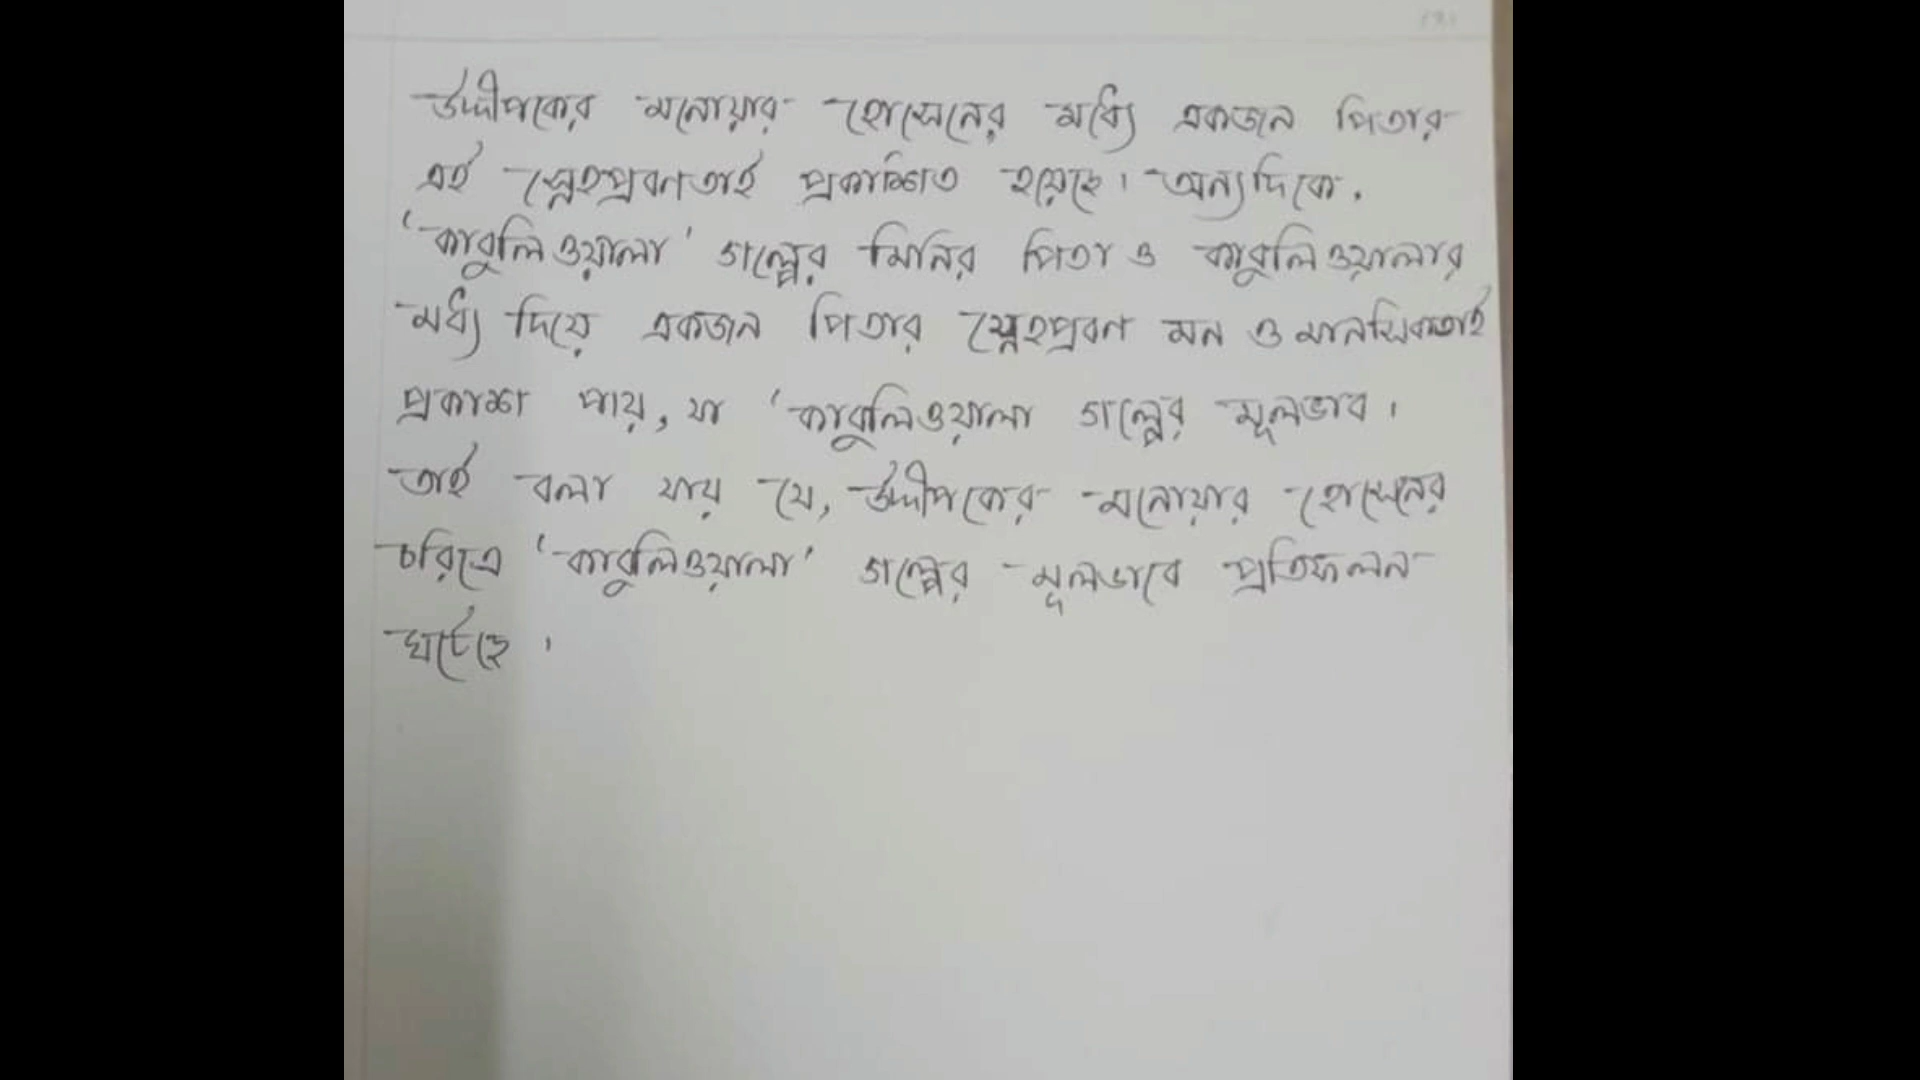 উদ্দীপকের মনোয়ার হোসেনের মধ্যে একজন পিতার
এই স্নেহপ্রবণতাই প্রকাশিত হয়েছে। অন্যদিকে,
‘কাবুলিওয়ালা’ গল্পের মিনির পিতা ও কাবুলিওয়ালার
মধ্য দিয়ে একজন পিতার স্নেহপ্রবণ মন ও মানসিকতাই
প্রকাশ পায়, যা ‘কাবুলিওয়ালা গল্পের মূলভাব।
তাই বলা যায় যে, উদ্দীপকের মনোয়ার হোসেনের
চরিত্রে ‘কাবুলিওয়ালা’ গল্পের মূলভাবে প্রতিফলন
ঘটেছে।